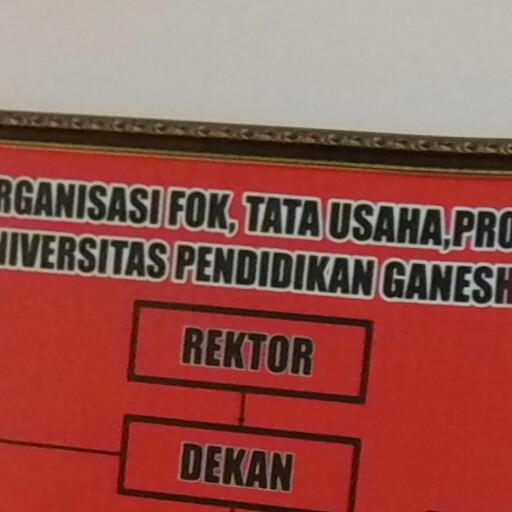 RGANISASI FOK, TATA USAHA,PRO
NIVERSITAS PENDIDIKAN GANESH
REKTOR
DEKAN